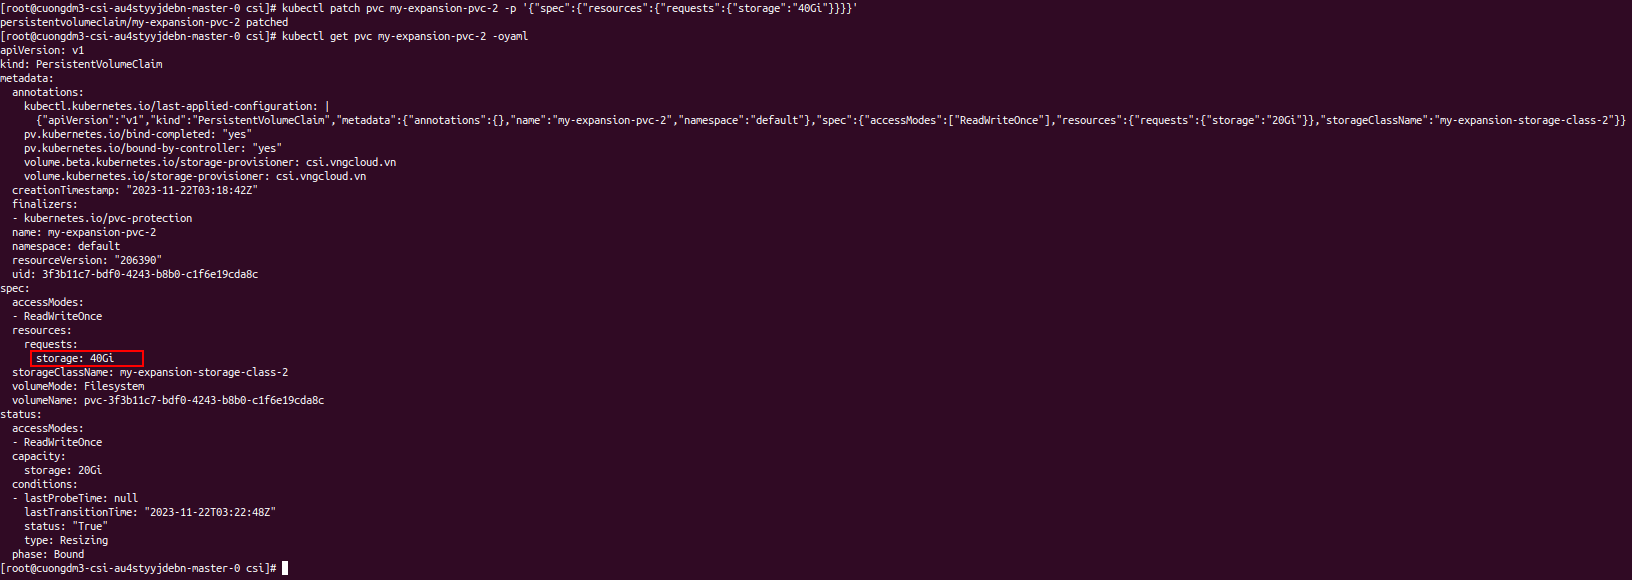 [root@cuongdm3-csi-au4styyjdebn-master-0 csi]# kubectl patch pvc my-expansion-pvc-2 -p '{"spec":{"resources":{"requests":{"storage":"40Gi"}}}}'
persistentvolumeclaim/my-expansion-pvc-2 patched
[root@cuongdm3-csi-au4styyjdebn-master-0 csi]# kubectl get pvc my-expansion-pvc-2 -oyaml
apiVersion: v1
kind: PersistentVolumeClaim
metadata:
  annotations:
    kubectl.kubernetes.io/last-applied-configuration: |
      {"apiVersion":"v1","kind":"PersistentVolumeClaim","metadata":{"annotations":{},"name":"my-expansion-pvc-2","namespace":"default"},"spec":{"accessModes":["ReadWriteOnce"],"resources":{"requests":{"storage":"20Gi"}},"storageClassName":"my-expansion-storage-class-2"}}
    pv.kubernetes.io/bind-completed: "yes"
    pv.kubernetes.io/bound-by-controller: "yes"
    volume.beta.kubernetes.io/storage-provisioner: csi.vngcloud.vn
    volume.kubernetes.io/storage-provisioner: csi.vngcloud.vn
  creationTimestamp: "2023-11-22T03:18:42Z"
  finalizers:
  - kubernetes.io/pvc-protection
  name: my-expansion-pvc-2
  namespace: default
  resourceVersion: "206390"
  uid: 3f3b11c7-bdf0-4243-b8b0-c1f6e19cda8c
spec:
  accessModes:
  - ReadWriteOnce
  resources:
    requests:
      storage: 40Gi
  storageClassName: my-expansion-storage-class-2
  volumeMode: Filesystem
  volumeName: pvc-3f3b11c7-bdf0-4243-b8b0-c1f6e19cda8c
status:
  accessModes:
  - ReadWriteOnce
  capacity:
    storage: 20Gi
  conditions:
  - lastProbeTime: null
    lastTransitionTime: "2023-11-22T03:22:48Z"
    status: "True"
    type: Resizing
  phase: Bound
[root@cuongdm3-csi-au4styyjdebn-master-0 csi]#